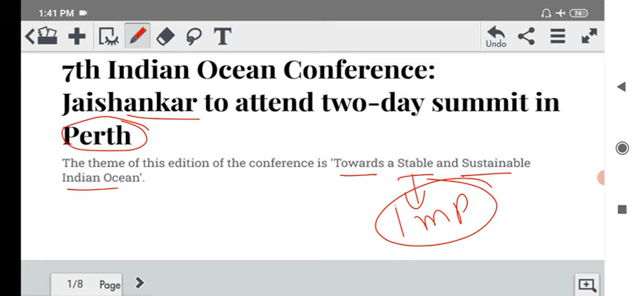 1:41 PM
74
T
Undo
7th Indian Ocean Conference:
Jaishankar to attend two-day summit in
Perth
The theme of this edition of the conference is 'Towards a Stable and Sustainable
Indian Ocean'.
Imp
1/8 Page